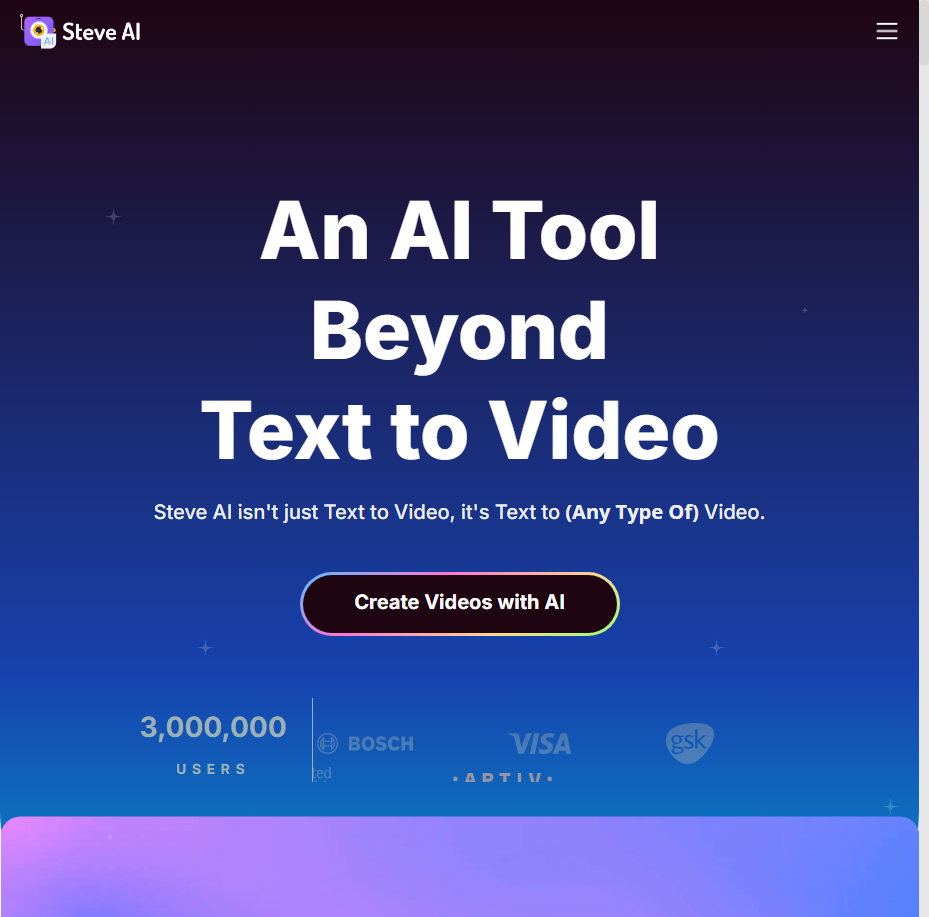 Steve AI
An AI Tool
Beyond
Text to Video
Steve AI isn't just Text to Video, it's Text to (Any Type Of) Video.
Create Videos with AI
3,000,000
USERS
BOSCH
VISA
gsk
ted
• APTIV •